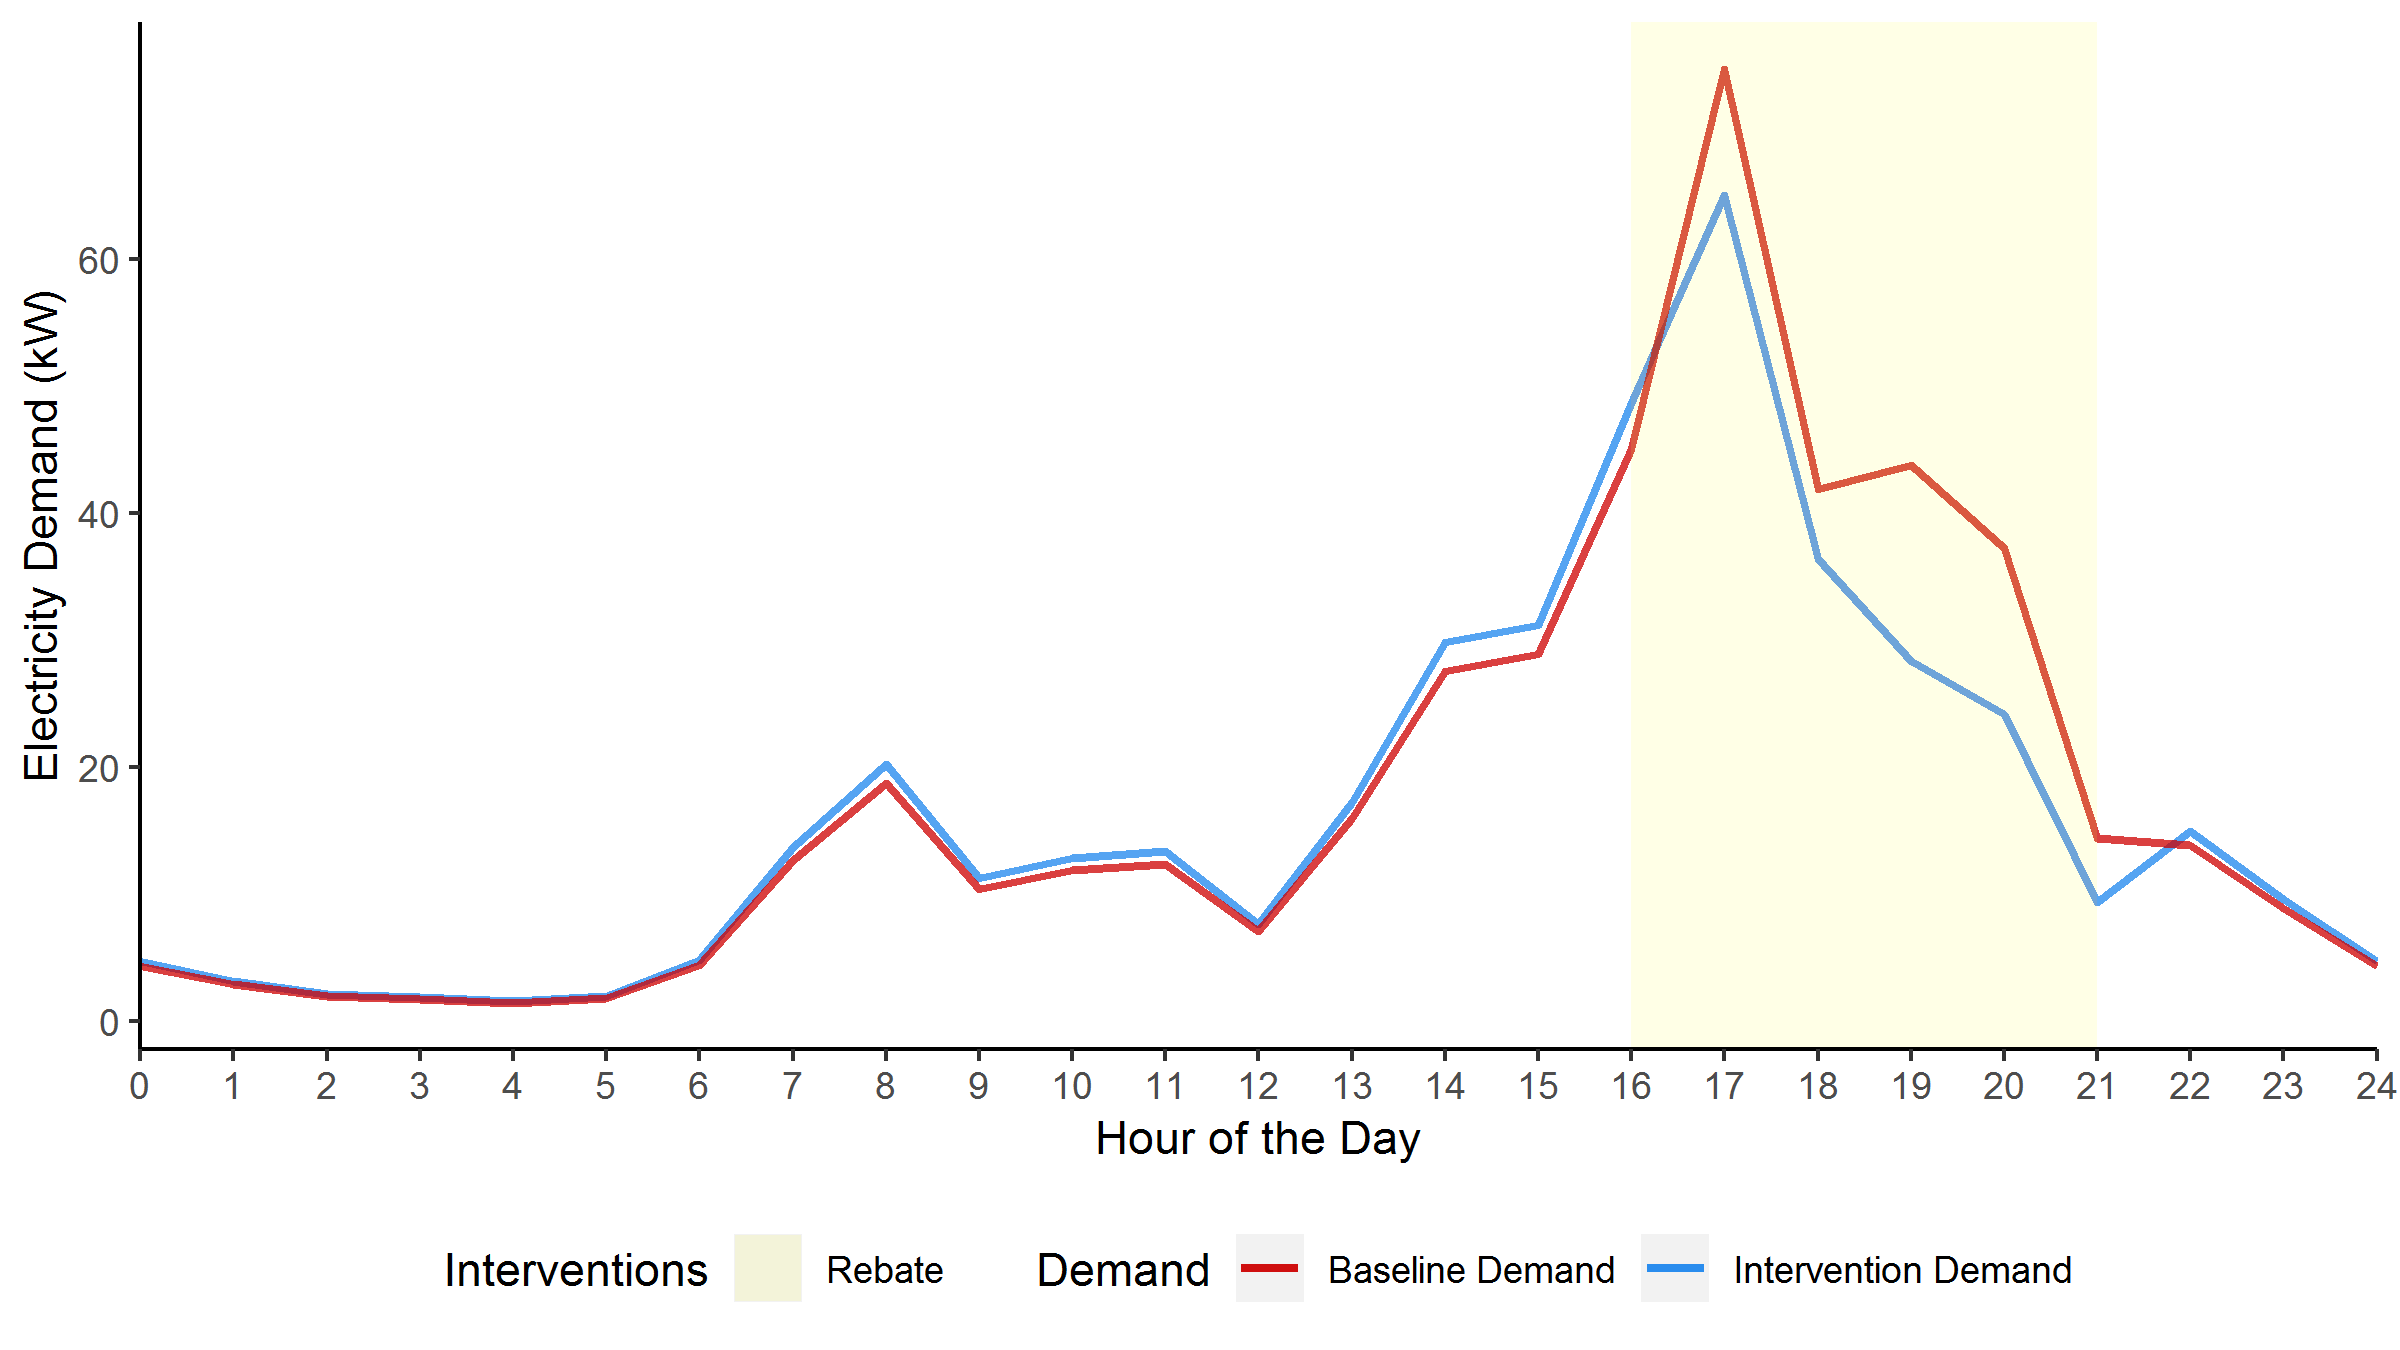 Electricity Demand (kW)
60
40
20
0
0 1 2 3 4 5 6 7 8 9 10 11 12 13 14 15 16 17 18 19 20 21 22 23 24
Hour of the Day
Interventions Rebate Demand Baseline Demand Intervention Demand